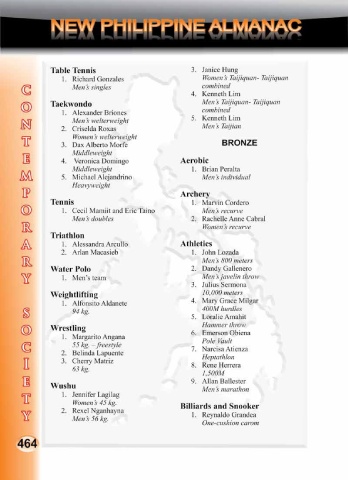 NEW PHILIPPINE ALMANAC
CONTEMPORARY SOCIETY
Table Tennis
1. Richard Gonzales
Men's singles
Taekwondo
1. Alexander Briones
Men's welterweight
2. Criselda Roxas
Women's welterweight
3. Dax Alberto Morfe
Middleweight
4. Veronica Domingo
Middleweight
5. Michael Alejandrino
Heavyweight
Tennis
1. Cecil Mamiit and Eric Taino
Men's doubles
Triathlon
1. Alessandra Arcullo
2. Arlan Macasieb
Water Polo
1. Men's team
Weightlifting
1. Alfonsito Aldanete
94 kg.
Wrestling
1. Margarito Angana
55 kg. – freestyle
2. Belinda Lapuente
3. Cherry Matriz
63 kg.
Wushu
1. Jennifer Lagilag
Women's 45 kg.
2. Rexel Nganhayna
Men's 56 kg.
3. Janice Hung
Women's Taijiquan- Taijiquan
combined
4. Kenneth Lim
Men's Taijiquan- Taijiquan
combined
5. Kenneth Lim
Men's Taijian
BRONZE
Aerobic
1. Brian Peralta
Men's individual
Archery
1. Marvin Cordero
Men's recurve
2. Rachelle Anne Cabral
Women's recurve
Athletics
1. John Lozada
Men's 800 meters
2. Dandy Gallenero
Men's javelin throw
3. Julius Sermona
10,000 meters
4. Mary Grace Milgar
400M hurdles
5. Loralie Amahit
Hammer throw
6. Emerson Obiena
Pole Vault
7. Narcisa Atienza
Heptathlon
8. Rene Herrera
1,500M
9. Allan Ballester
Men's marathon
Billiards and Snooker
1. Reynaldo Grandea
One-cushion carom
464